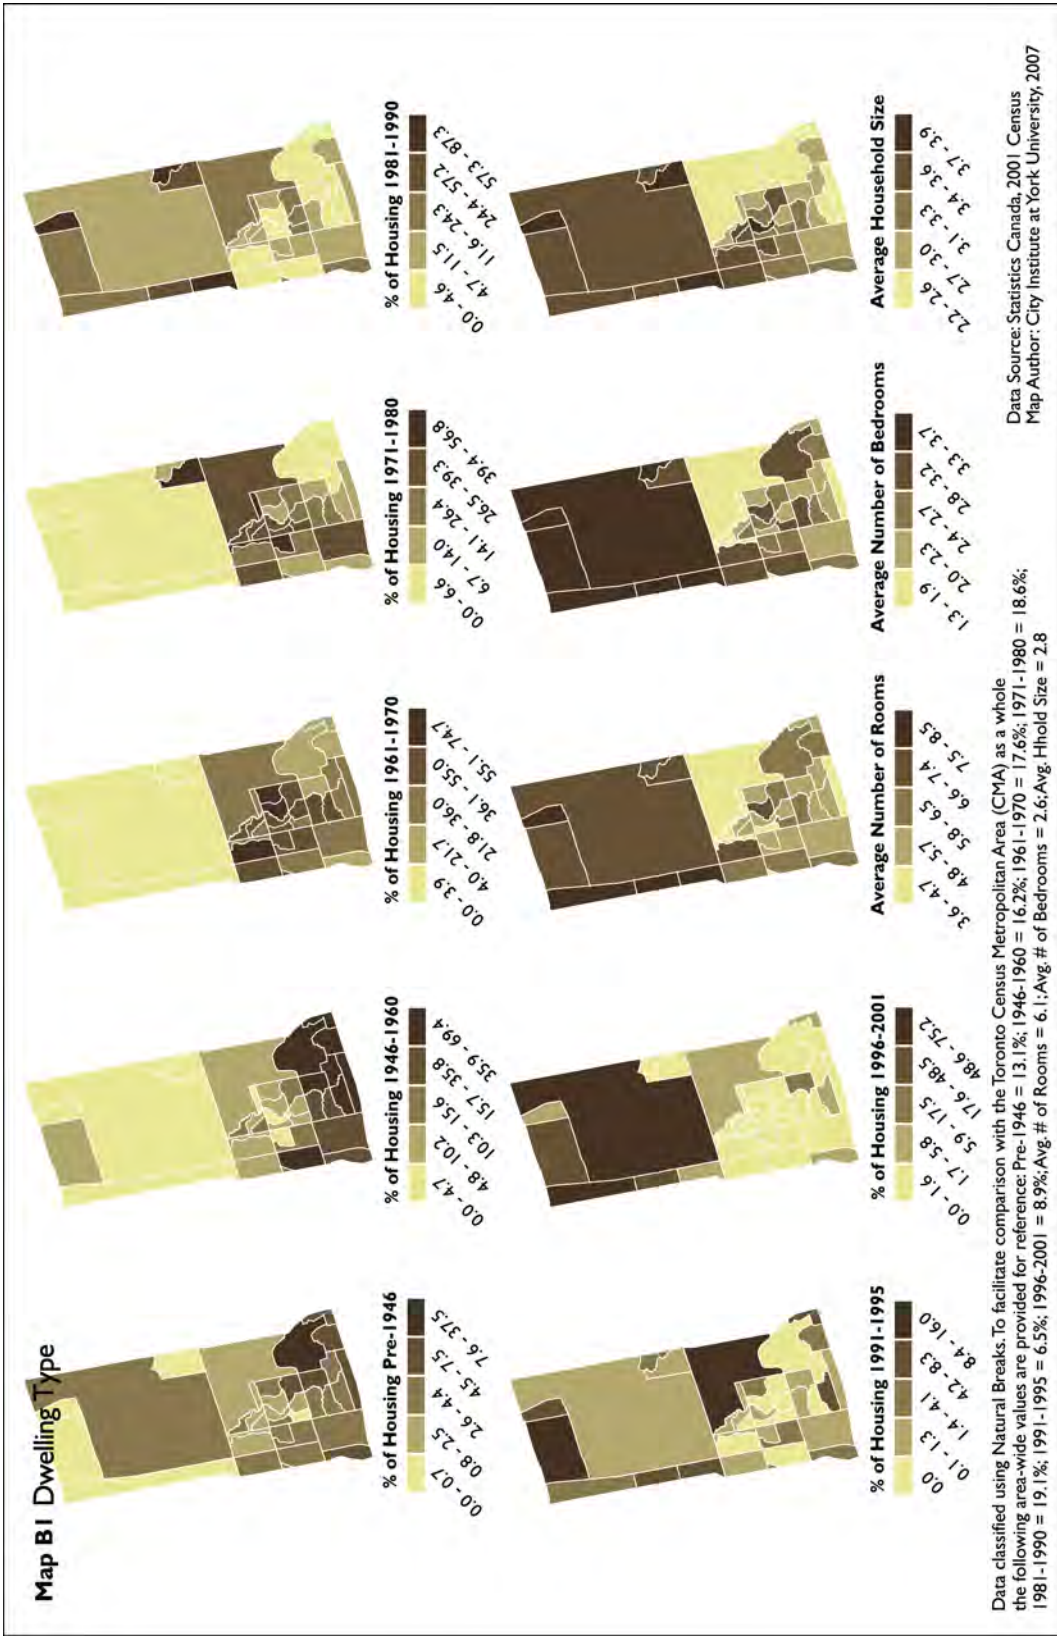 Map B1 Dwelling Type
% of Housing Pre-1946
0.0 - 0.7
0.8 - 2.5
2.6 - 4.4
4.5 - 7.5
7.6 - 37.5
% of Housing 1946-1960
0.0 - 4.7
4.8 - 10.2
10.3 - 15.6
15.7 - 35.8
35.9 - 69.4
% of Housing 1961-1970
0.0 - 3.9
4.0 - 21.7
21.8 - 36.0
36.1 - 55.0
55.1 - 74.7
% of Housing 1971-1980
0.0 - 6.6
6.7 - 14.0
14.1 - 26.4
26.5 - 39.3
39.4 - 56.8
% of Housing 1981-1990
0.0 - 4.6
4.7 - 11.5
11.6 - 24.3
24.4 - 57.2
57.3 - 87.3
% of Housing 1991-1995
0.0
0.1 - 1.3
1.4 - 4.1
4.2 - 8.3
8.4 - 16.0
% of Housing 1996-2001
0.0 - 1.6
1.7 - 5.8
5.9 - 17.5
17.6 - 48.5
48.6 - 75.2
Average Number of Rooms
3.6 - 4.7
4.8 - 5.7
5.8 - 6.5
6.6 - 7.4
7.5 - 8.5
Average Number of Bedrooms
1.3 - 1.9
2.0 - 2.3
2.4 - 2.7
2.8 - 3.2
3.3 - 3.7
Average Household Size
2.2 - 2.6
2.7 - 3.0
3.1 - 3.3
3.4 - 3.6
3.7 - 3.9
Data classified using Natural Breaks. To facilitate comparison with the Toronto Census Metropolitan Area (CMA) as a whole
the following area-wide values are provided for reference: Pre-1946 = 13.1%; 1946-1960 = 16.2%; 1961-1970 = 17.6%; 1971-1980 = 18.6%;
1981-1990 = 19.1%; 1991-1995 = 6.5%; 1996-2001 = 8.9%; Avg. # of Rooms = 6.1; Avg. # of Bedrooms = 2.6; Avg. Hhold Size = 2.8
Data Source: Statistics Canada, 2001 Census
Map Author: City Institute at York University, 2007